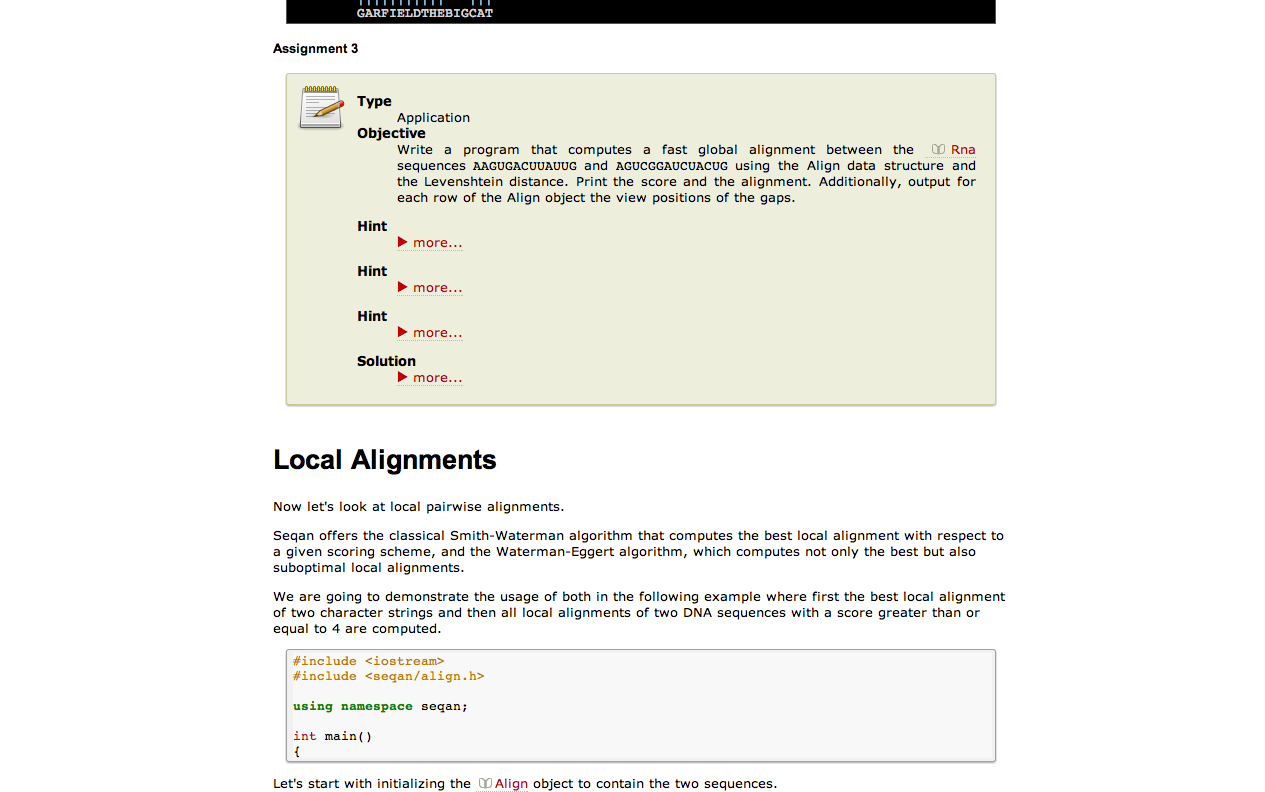 GARFIELDTHEBIGCAT
Assignment 3
Type
Application
Objective
Write a program that computes a fast global alignment between the Rna
sequences AAGUGACUUAUUG and AGUCGGAUCUACUG using the Align data structure and
the Levenshtein distance. Print the score and the alignment. Additionally, output for
each row of the Align object the view positions of the gaps.
Hint
more...
Hint
more...
Hint
more...
Solution
more...
Local Alignments
Now let's look at local pairwise alignments.
Seqan offers the classical Smith-Waterman algorithm that computes the best local alignment with respect to
a given scoring scheme, and the Waterman-Eggert algorithm, which computes not only the best but also
suboptimal local alignments.
We are going to demonstrate the usage of both in the following example where first the best local alignment
of two character strings and then all local alignments of two DNA sequences with a score greater than or
equal to 4 are computed.
#include <iostream>
#include <seqan/align.h>
using namespace seqan;
int main()
{
Let's start with initializing the Align object to contain the two sequences.